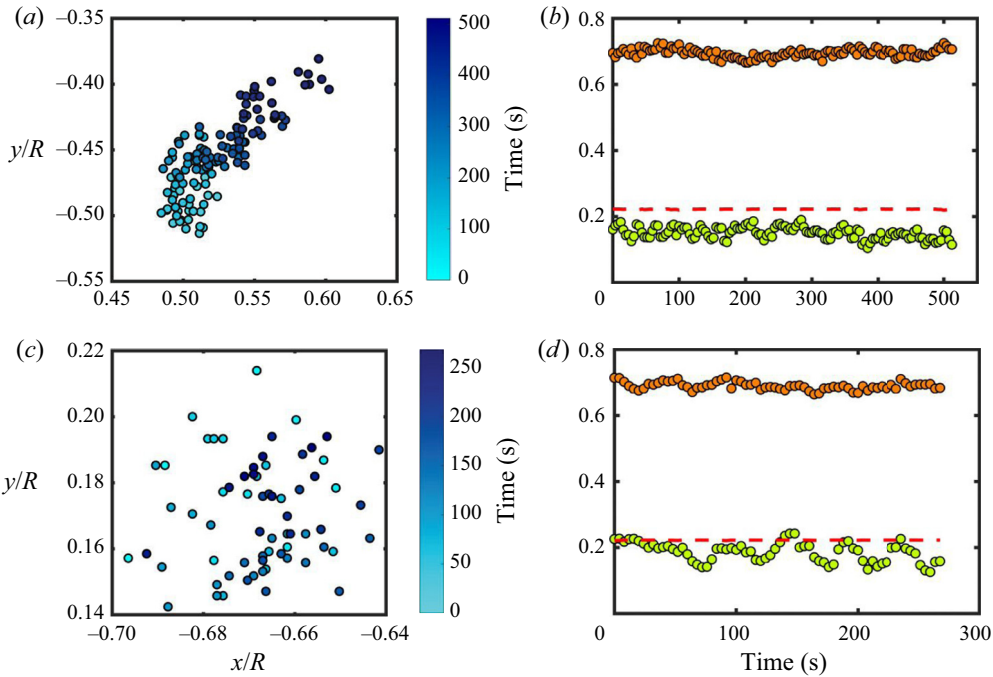 (a)
–0.35
–0.40
–0.45
–0.50
–0.55
y/R
0.45 0.50 0.55 0.60 0.65
500
400
300
200
100
0
Time (s)
(b)
0.8
0.6
0.4
0.2
0 100 200 300 400 500
(c)
0.22
0.20
0.18
0.16
0.14
y/R
–0.70 –0.68 –0.66 –0.64
x/R
250
200
150
100
50
0
Time (s)
(d)
0.8
0.6
0.4
0.2
0 100 200 300
Time (s)